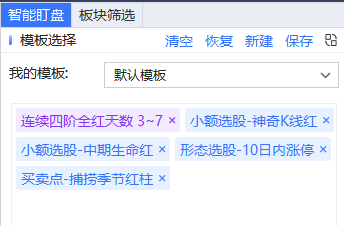 智能盯盘 板块筛选
模板选择 清空 恢复 新建 保存
我的模板: 默认模板
连续四阶全红天数 3~7 × 小额选股-神奇K线红 ×
小额选股-中期生命红 × 形态选股-10日内涨停 ×
买卖点-捕捞季节红柱 ×